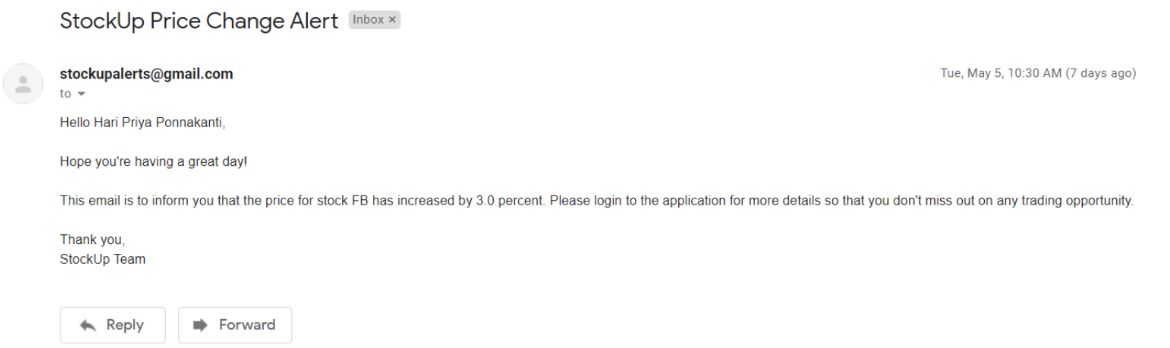 StockUp Price Change Alert Inbox ×
stockupalerts@gmail.com Tue, May 5, 10:30 AM (7 days ago)
to
Hello Hari Priya Ponnakanti,
Hope you're having a great day!
This email is to inform you that the price for stock FB has increased by 3.0 percent. Please login to the application for more details so that you don't miss out on any trading opportunity.
Thank you,
StockUp Team
Reply Forward